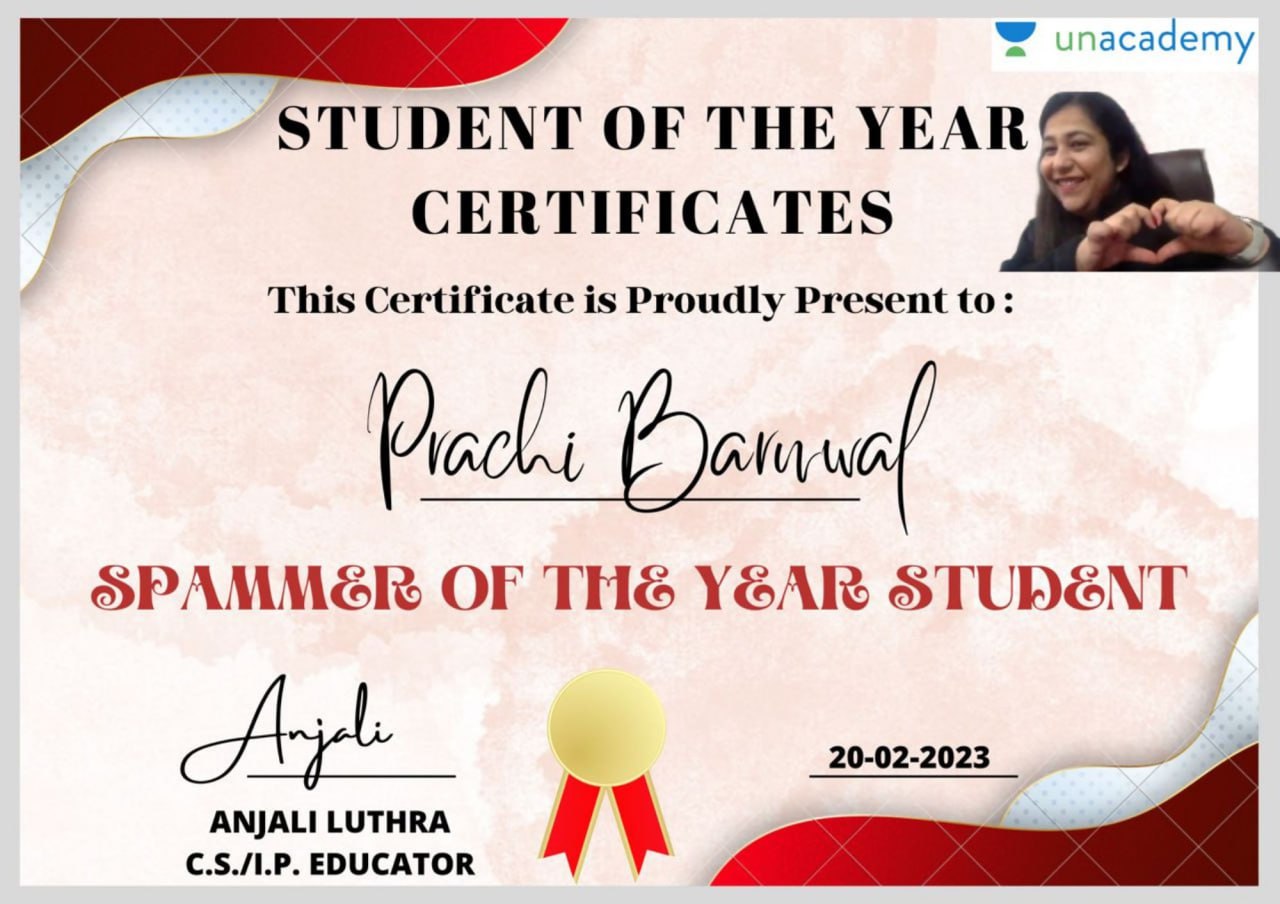 unacademy
STUDENT OF THE YEAR
CERTIFICATES
This Certificate is Proudly Present to :
Prachi Barnwal
SPAMMER OF THE YEAR STUDENT
Anjali
20-02-2023
ANJALI LUTHRA
C.S./I.P. EDUCATOR